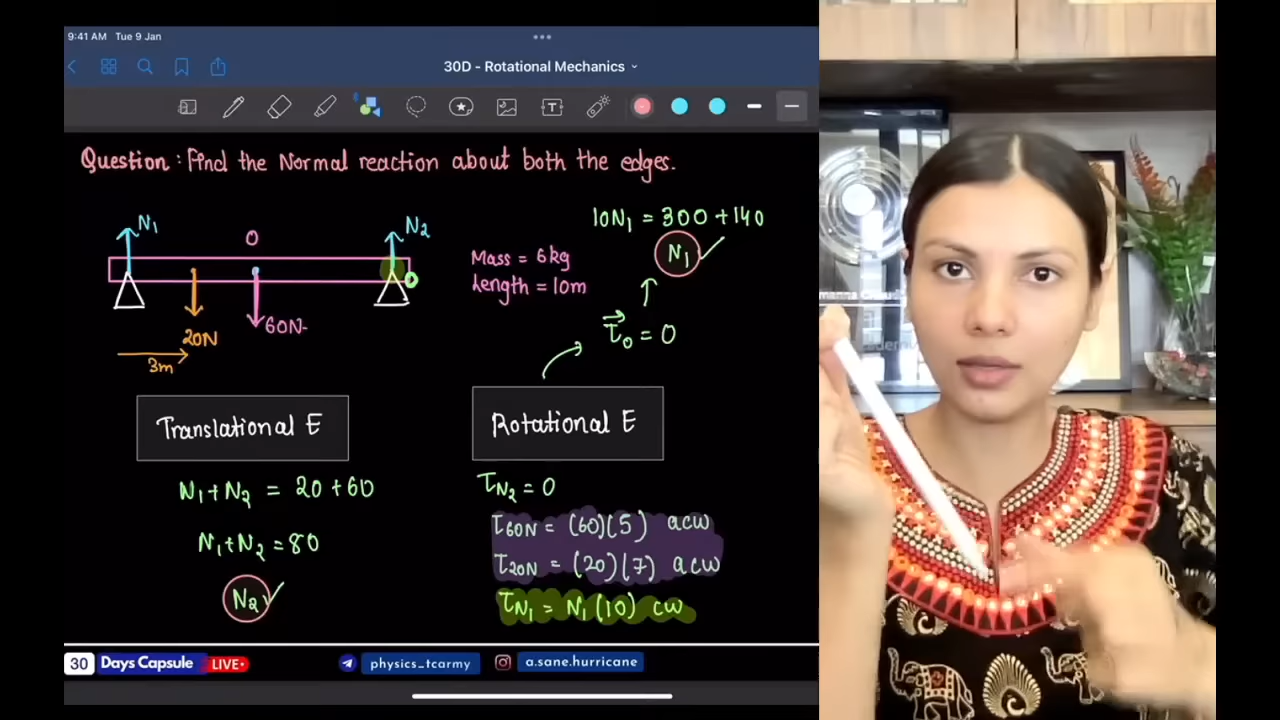 9:41 AM Tue 9 Jan
30D - Rotational Mechanics
T
Question: Find the Normal reaction about both the edges.
N1
O
N2
Mass = 6kg
Length = 10m
10N1 = 300 + 140
N1 ✓
20N
60N
3m
τ⃗o = 0
Translational E
Rotational E
N1 + N2 = 20 + 60
N1 + N2 = 80
N2 ✓
τN2 = 0
τ60N = (60)(5) acw
τ20N = (20)(7) acw
τN1 = N1(10) cw
30 Days Capsule LIVE
physics_tcarmy
a.sane.hurricane